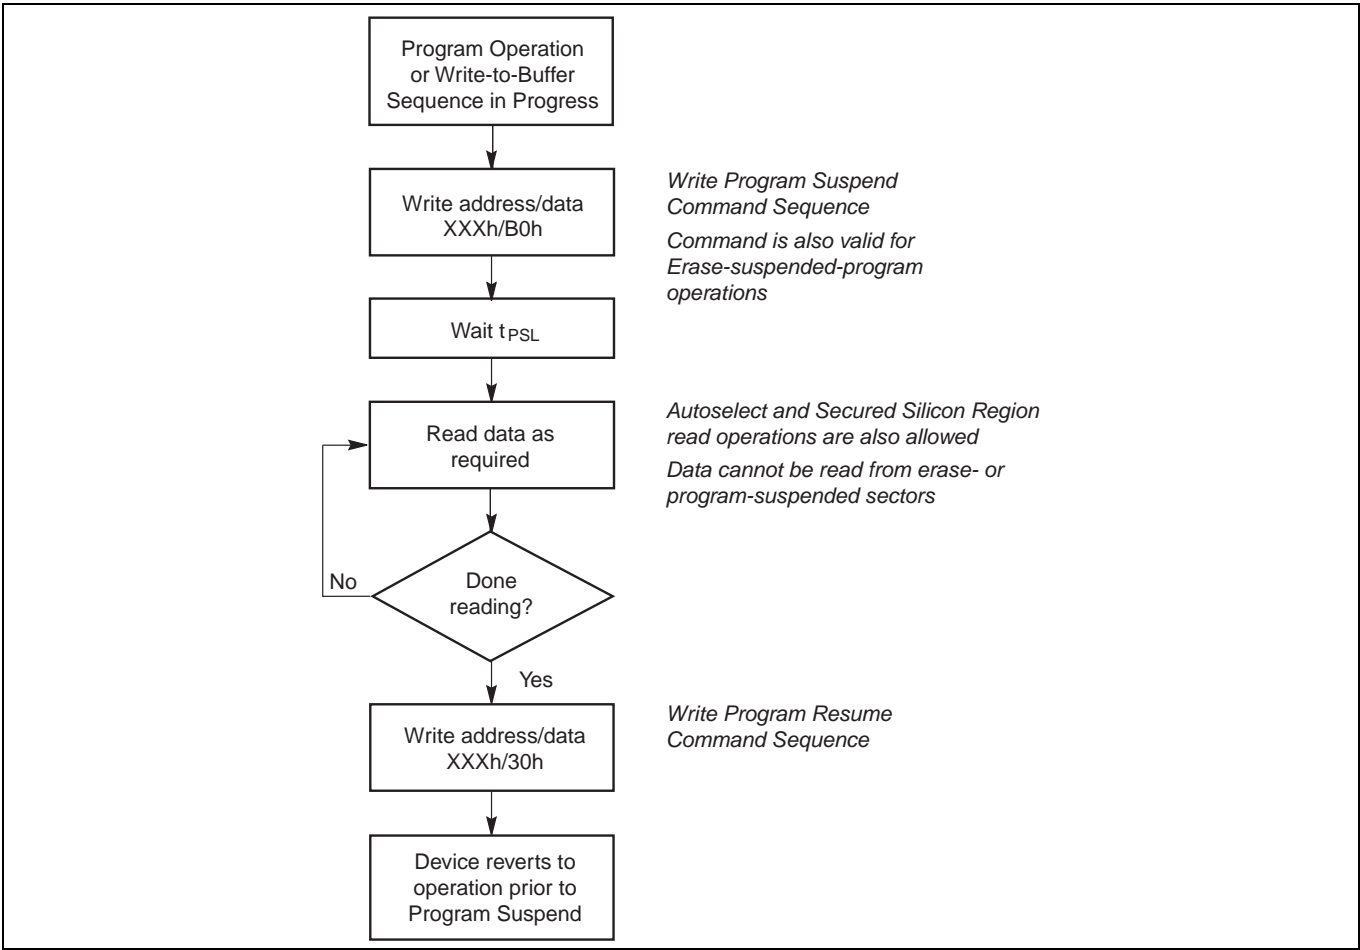 Program Operation
or Write-to-Buffer
Sequence in Progress
Write address/data
XXXh/B0h
Write Program Suspend
Command Sequence
Command is also valid for
Erase-suspended-program
operations
Wait tPSL
Read data as
required
Autoselect and Secured Silicon Region
read operations are also allowed
Data cannot be read from erase- or
program-suspended sectors
Done
reading?
No
Yes
Write address/data
XXXh/30h
Write Program Resume
Command Sequence
Device reverts to
operation prior to
Program Suspend